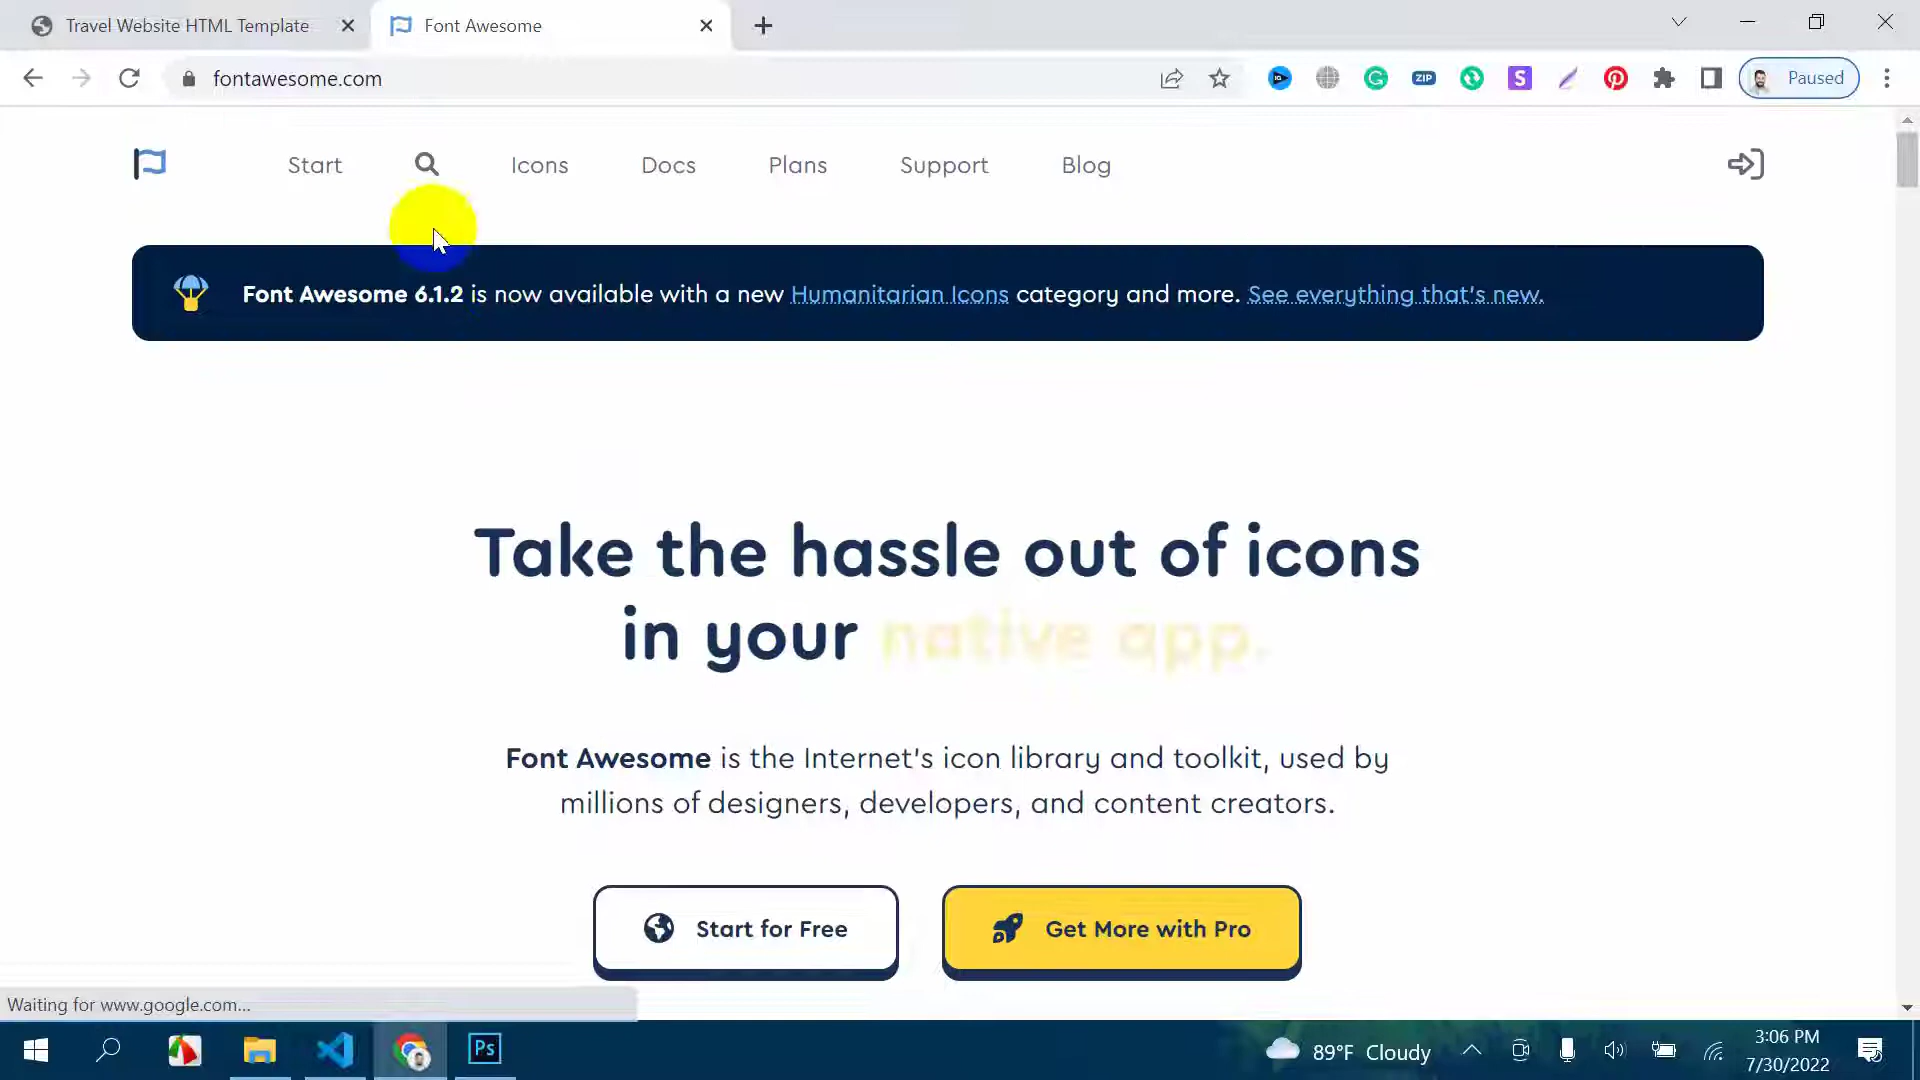 Travel Website HTML Template
Font Awesome
fontawesome.com
IQ
ZIP
S
Paused
Start
Icons
Docs
Plans
Support
Blog
Font Awesome 6.1.2 is now available with a new Humanitarian Icons category and more. See everything that's new.
Take the hassle out of icons
in your native app.
Font Awesome is the Internet's icon library and toolkit, used by
millions of designers, developers, and content creators.
Start for Free
Get More with Pro
Waiting for www.google.com...
Ps
89°F Cloudy
3:06 PM
7/30/2022